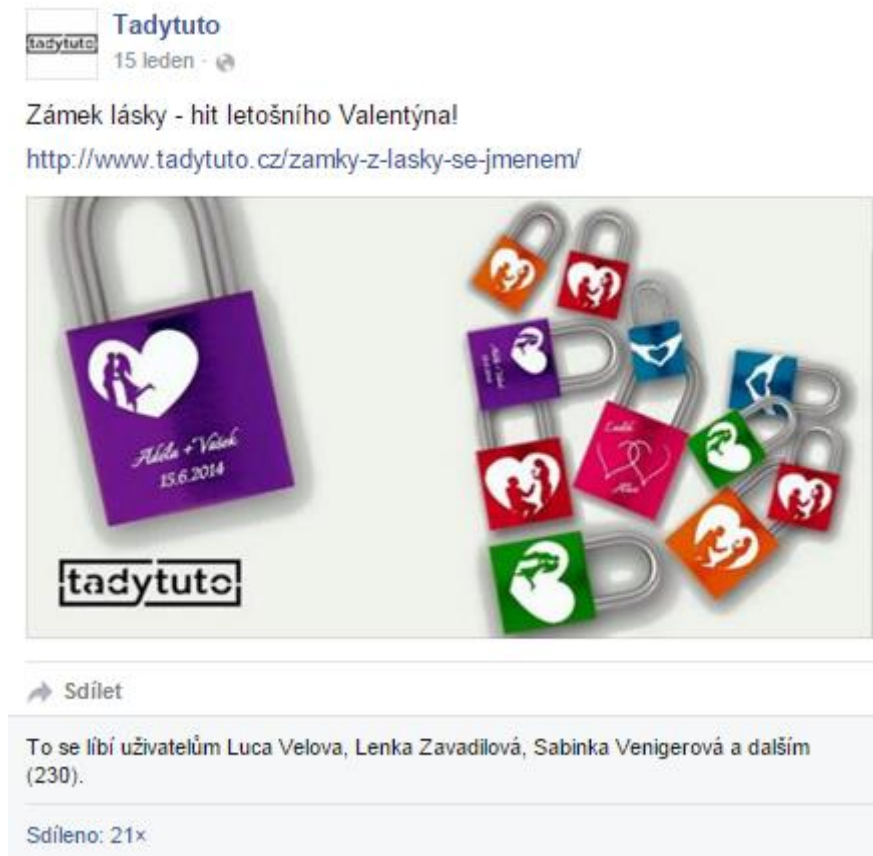 tadytuto
Tadytuto
15 leden
Zámek lásky - hit letošního Valentýna!
http://www.tadytuto.cz/zamky-z-lasky-se-jmenem/
Adéla + Vašek
15.6.2014
tadytuto
Sdílet
To se líbí uživatelům Luca Velova, Lenka Zavadilová, Sabinka Venigerová a dalším
(230).
Sdíleno: 21×